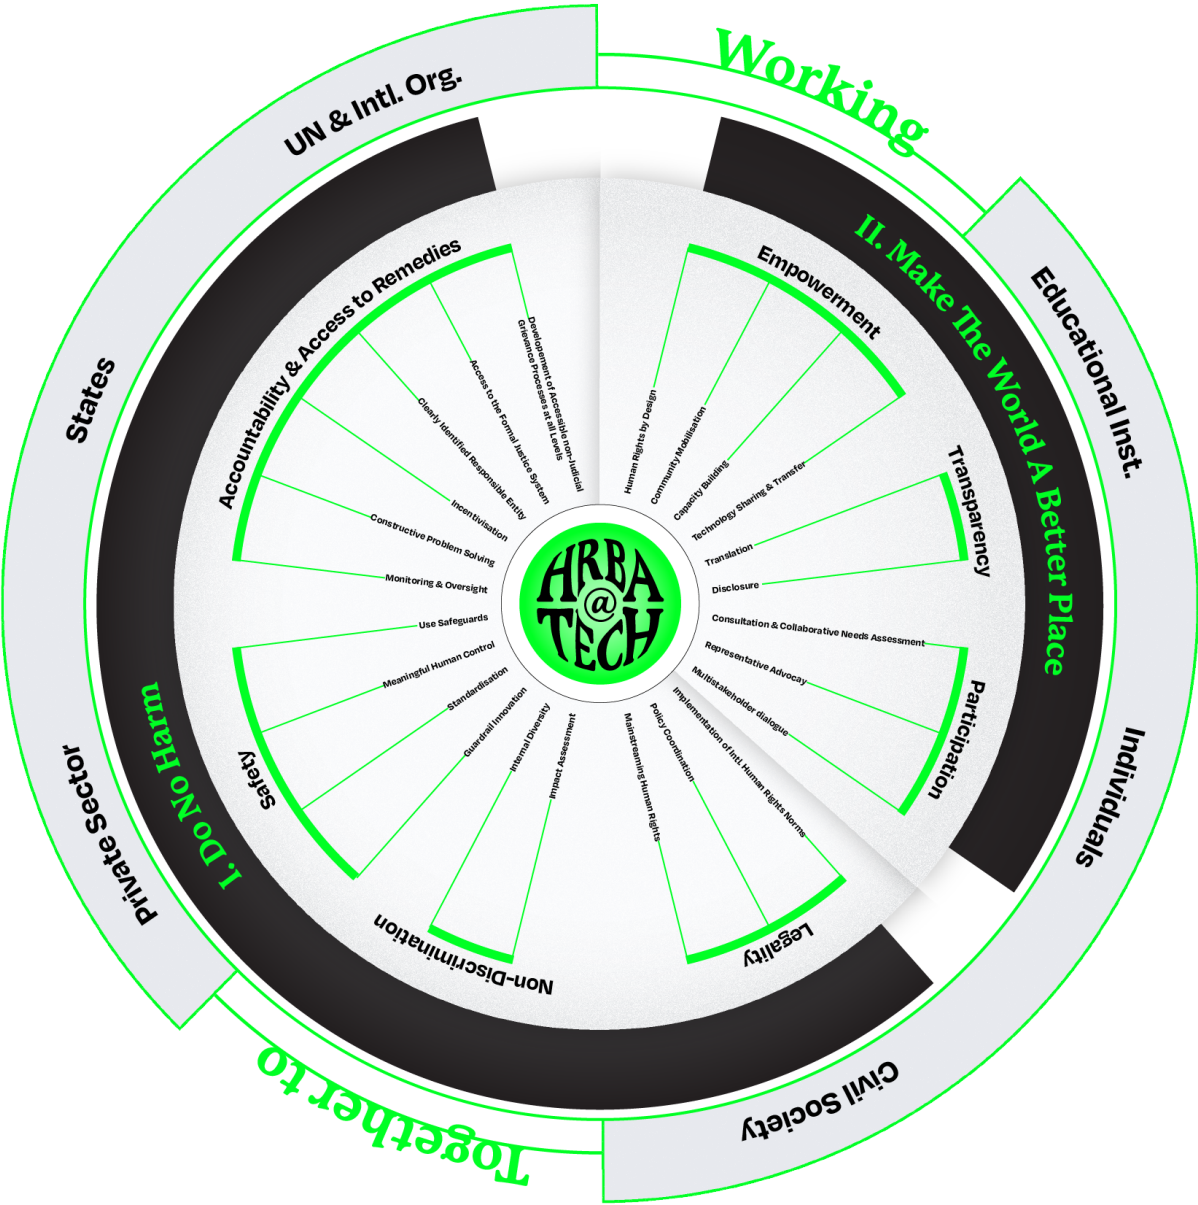 Working
Together to
UN & Intl. Org.
States
Private Sector
Educational Inst.
Individuals
Civil Society
I. Do No Harm
II. Make The World A Better Place
Empowerment
Human Rights by Design
Community Mobilisation
Capacity Building
Technology Sharing & Transfer
Transparency
Translation
Disclosure
Participation
Consultation & Collaborative Needs Assessment
Representative Advocay
Multistakeholder dialogue
Legality
Implementation of Intl. Human Rights Norms
Policy Coordination
Mainstreaming Human Rights
Non-Discrimination
Impact Assessment
Internal Diversity
Safety
Guardrail Innovation
Standardisation
Meaningful Human Control
Use Safeguards
Accountability & Access to Remedies
Monitoring & Oversight
Constructive Problem Solving
Incentivisation
Clearly Identified Responsible Entity
Access to the Formal Justice System
Developement of Accessible non-Judicial
Grievance Processes at all Levels
HRBA
@
TECH